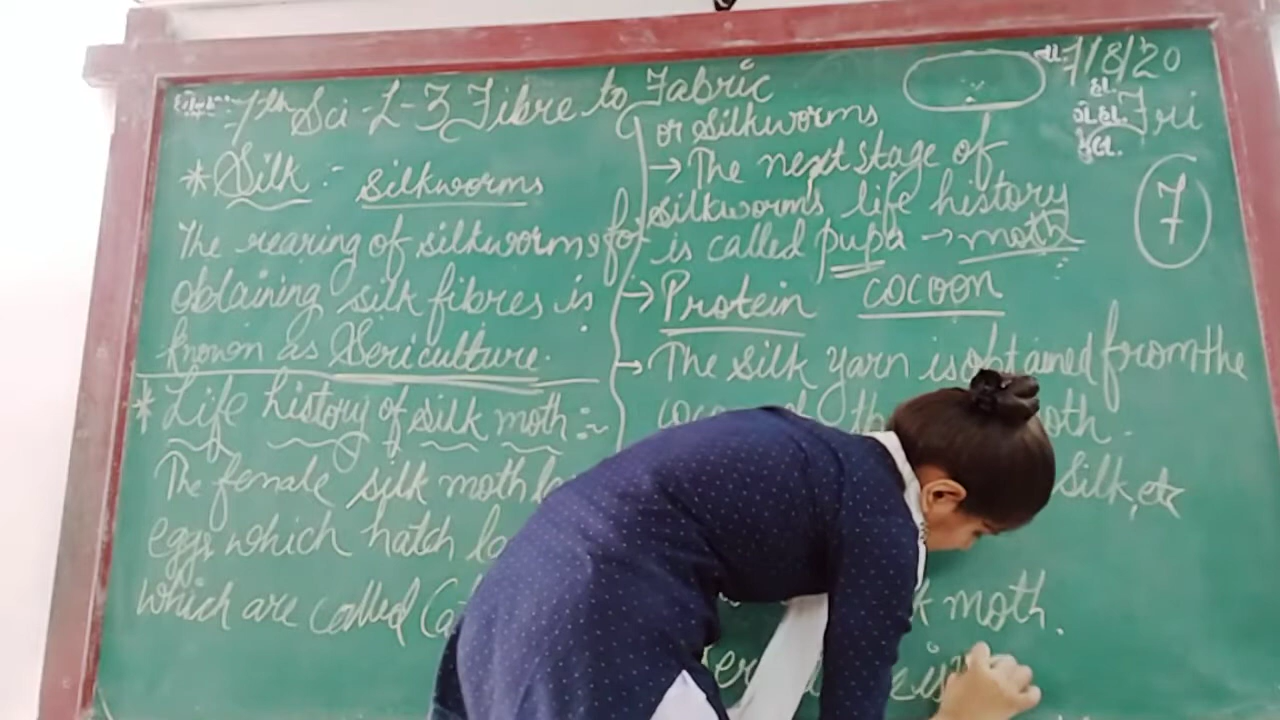 7th Sci - L-3 Fibre to Fabric
7/8/20
Fri
7
* Silk :- silkworms
The rearing of silkworms for
obtaining silk fibres is
known as Sericulture.
* Life history of silk moth :-
The female silk moth
eggs, which hatch
which are called
or silkworms
→ The next stage of
silkworms life history
is called pupa → moth
→ Protein cocoon
→ The silk yarn is obtained from the
moth.
Silk, etc
moth.
is